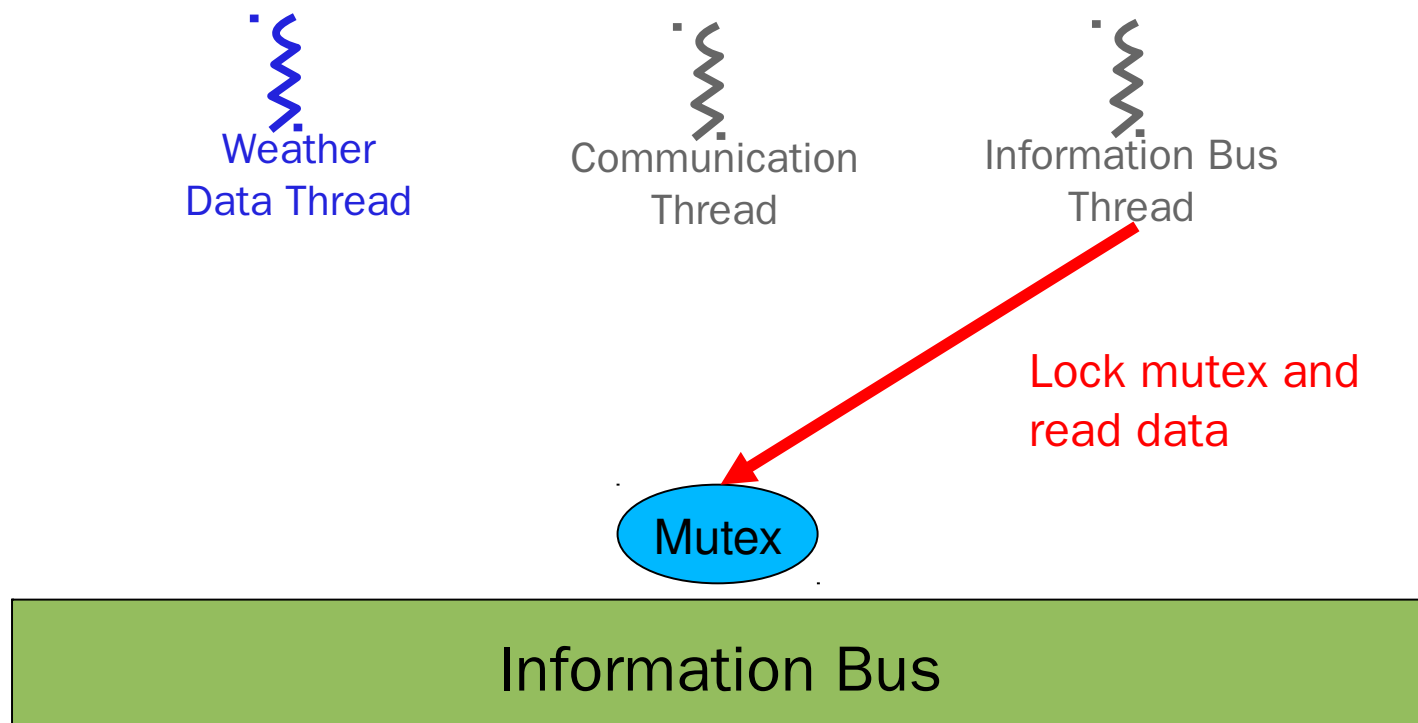 Weather
Data Thread
Communication
Thread
Information Bus
Thread
Lock mutex and
read data
Mutex
Information Bus